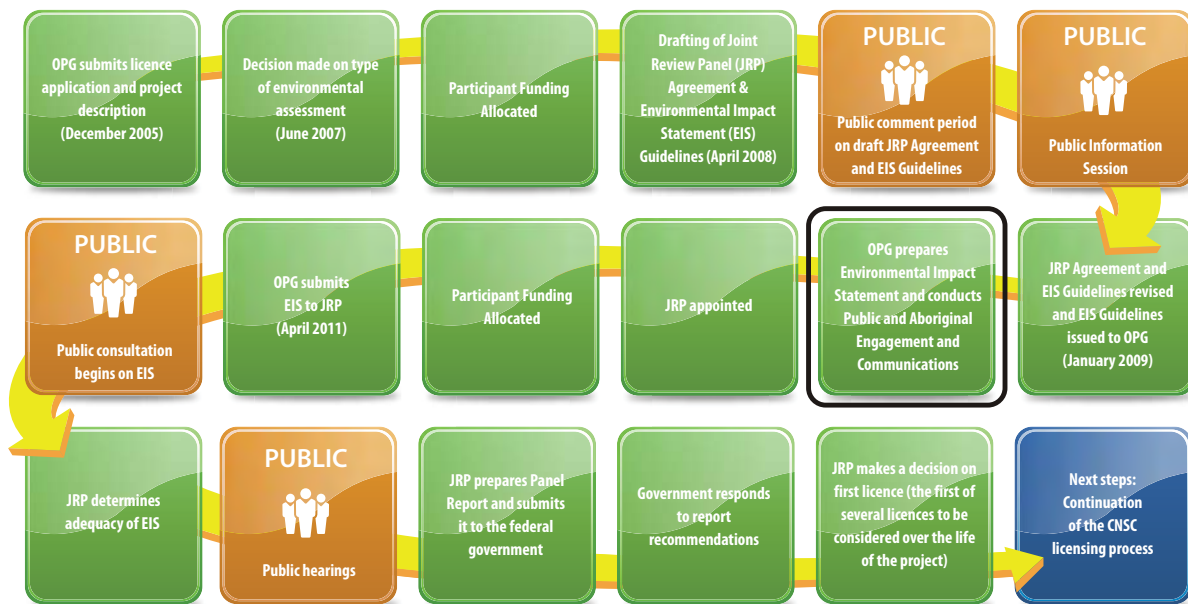 OPG submits licence
application and project
description
(December 2005)
Decision made on type
of environmental
assessment
(June 2007)
Participant Funding
Allocated
Drafting of Joint
Review Panel (JRP)
Agreement &
Environmental Impact
Statement (EIS)
Guidelines (April 2008)
PUBLIC
Public comment period
on draft JRP Agreement
and EIS Guidelines
PUBLIC
Public Information
Session
JRP Agreement and
EIS Guidelines revised
and EIS Guidelines
issued to OPG
(January 2009)
OPG prepares
Environmental Impact
Statement and conducts
Public and Aboriginal
Engagement and
Communications
JRP appointed
Participant Funding
Allocated
OPG submits
EIS to JRP
(April 2011)
PUBLIC
Public consultation
begins on EIS
JRP determines
adequacy of EIS
PUBLIC
Public hearings
JRP prepares Panel
Report and submits
it to the federal
government
Government responds
to report
recommendations
JRP makes a decision on
first licence (the first of
several licences to be
considered over the life
of the project)
Next steps:
Continuation
of the CNSC
licensing process